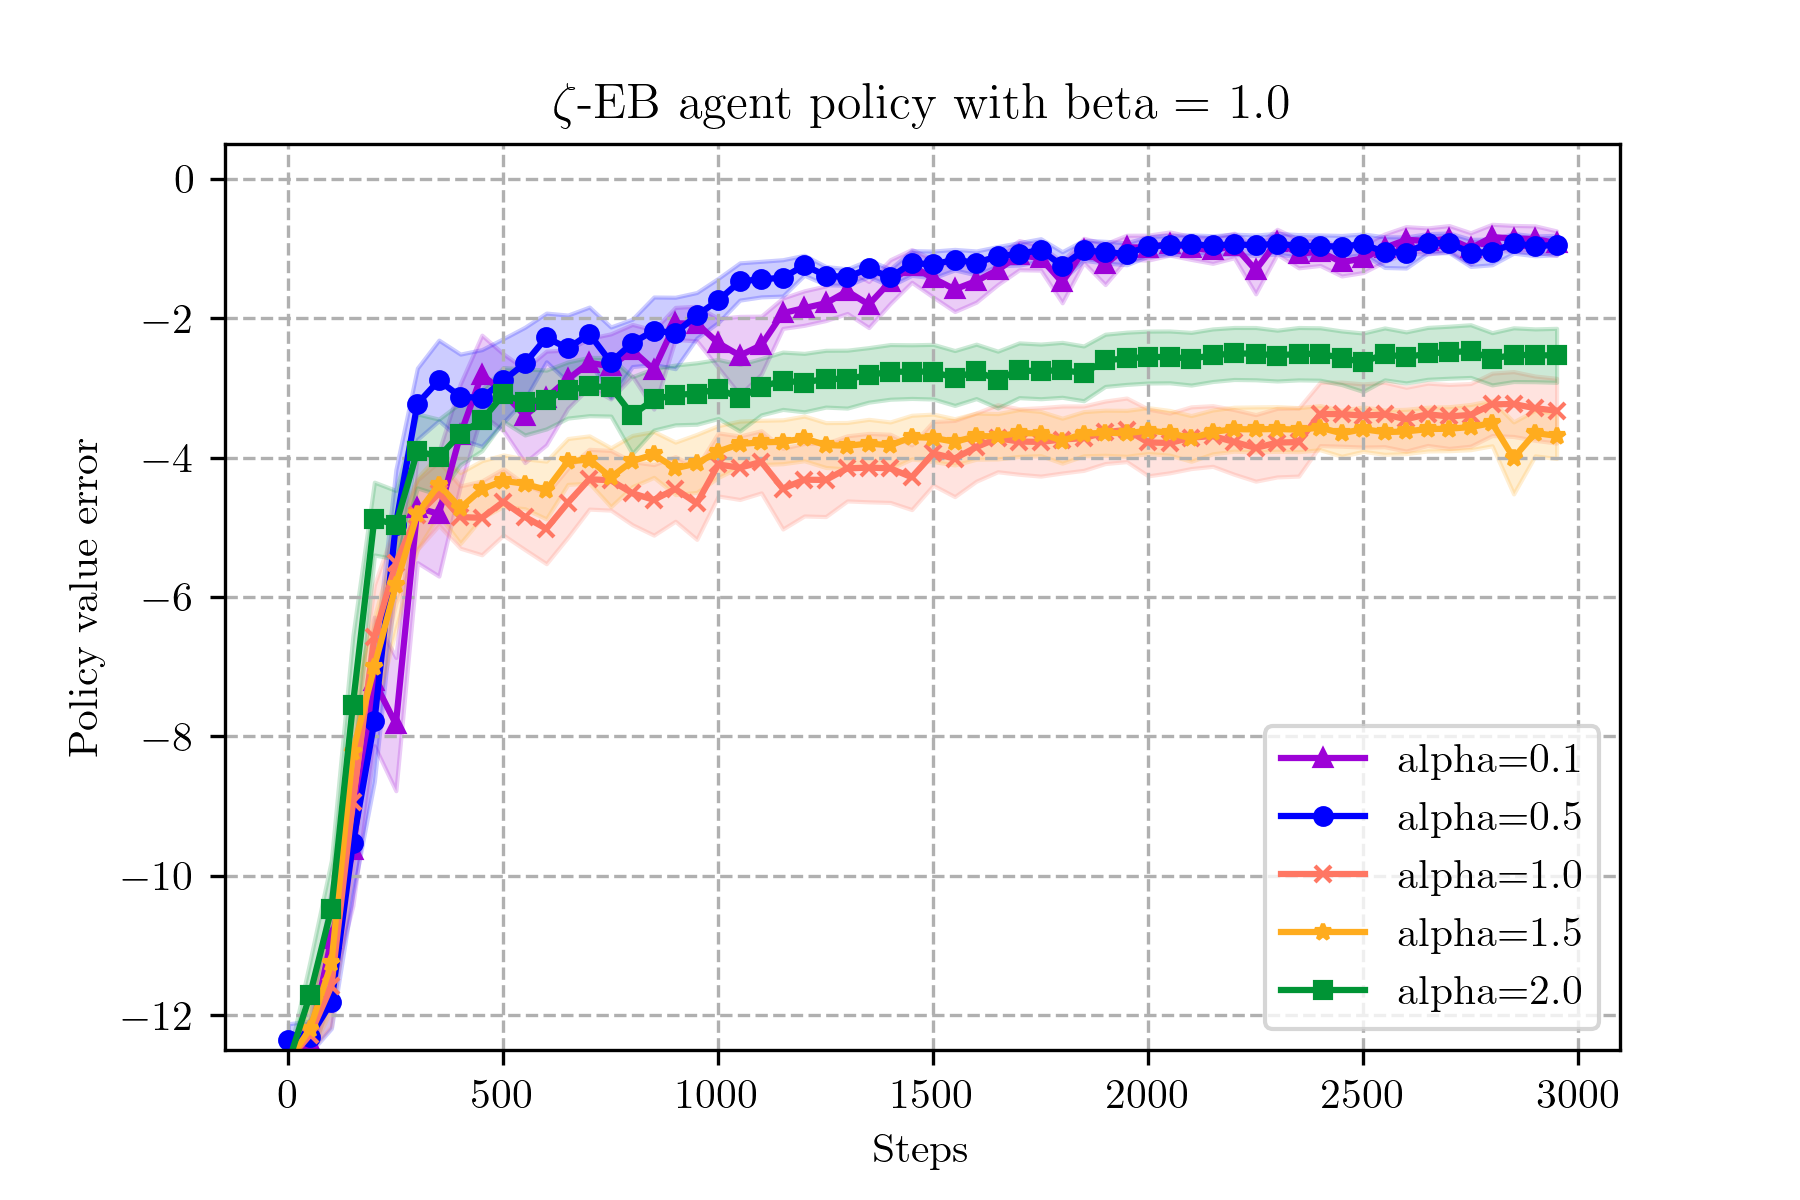 ζ-EB agent policy with beta = 1.0
Policy value error
0
−2
−4
−6
−8
−10
−12
0 500 1000 1500 2000 2500 3000
Steps
alpha=0.1
alpha=0.5
alpha=1.0
alpha=1.5
alpha=2.0